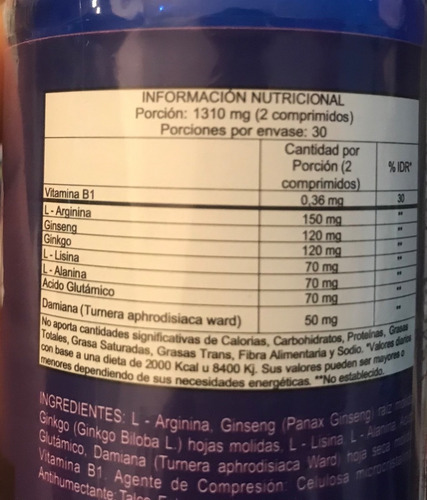 INFORMACIÓN NUTRICIONAL
Porción: 1310 mg (2 comprimidos)
Porciones por envase: 30
Cantidad por Porción (2 comprimidos) % IDR*
Vitamina B1 0,36 mg 30
L - Arginina 150 mg **
Ginseng 120 mg **
Ginkgo 120 mg **
L - Lisina 70 mg **
L - Alanina 70 mg **
Acido Glutámico 70 mg **
Damiana (Turnera aphrodisiaca ward) 50 mg **
No aporta cantidades significativas de Calorias, Carbohidratos, Proteínas, Grasas
Totales, Grasa Saturadas, Grasas Trans, Fibra Alimentaria y Sodio. *Valores diarios
con base a una dieta de 2000 Kcal u 8400 Kj. Sus valores pueden ser mayores o
menores dependiendo de sus necesidades energéticas. **No establecido.
INGREDIENTES: L - Arginina, Ginseng (Panax Ginseng) raíz
Ginkgo (Ginkgo Biloba L.) hojas molidas, L - Lisina, L - Alanina,
Glutámico, Damiana (Turnera aphrodisiaca Ward) hoja seca
Vitamina B1. Agente de Compresión: Celulosa
Antihumectante